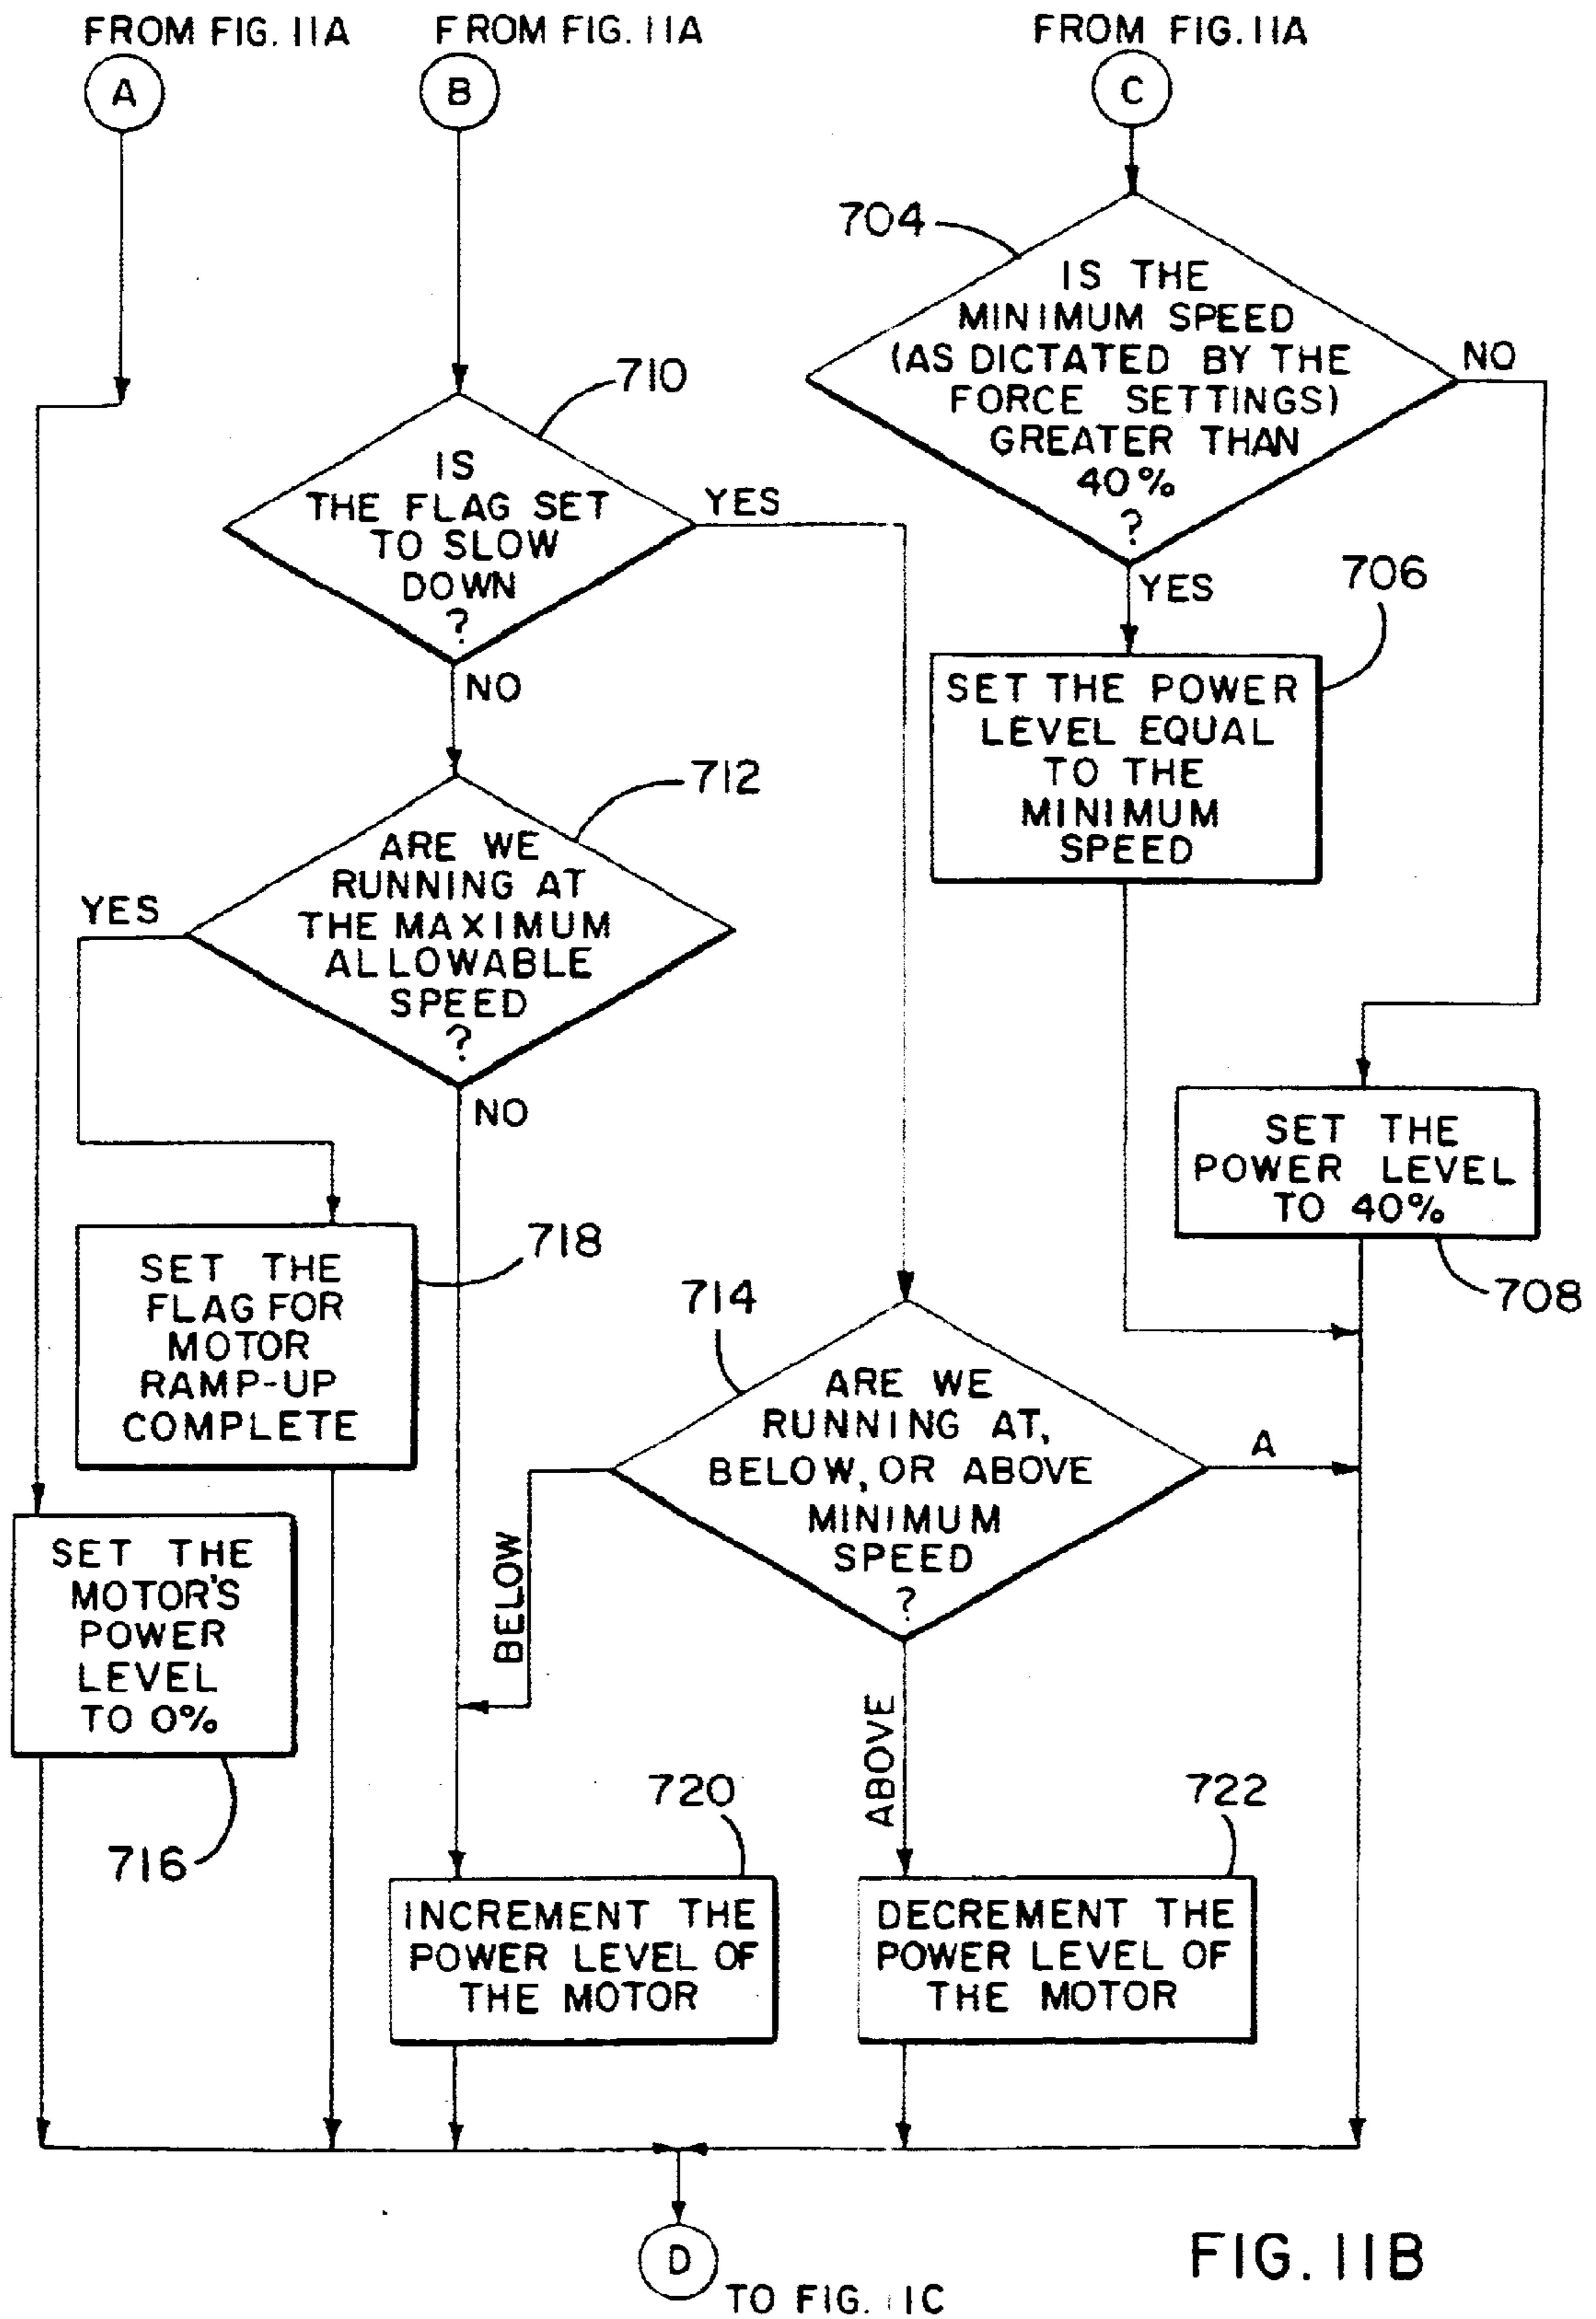 FROM FIG. 11A
FROM FIG. 11A
FROM FIG. 11A
A
B
C
704
IS THE
MINIMUM SPEED
(AS DICTATED BY THE
FORCE SETTINGS)
GREATER THAN
40%
?
NO
YES
710
IS
THE FLAG SET
TO SLOW
DOWN
?
YES
NO
706
SET THE POWER
LEVEL EQUAL
TO THE
MINIMUM
SPEED
712
ARE WE
RUNNING AT
THE MAXIMUM
ALLOWABLE
SPEED
?
YES
NO
SET THE
POWER LEVEL
TO 40%
708
718
SET THE
FLAG FOR
MOTOR
RAMP-UP
COMPLETE
714
ARE WE
RUNNING AT,
BELOW, OR ABOVE
MINIMUM
SPEED
?
A
BELOW
ABOVE
SET THE
MOTOR'S
POWER
LEVEL
TO 0%
716
720
INCREMENT THE
POWER LEVEL OF
THE MOTOR
722
DECREMENT THE
POWER LEVEL OF
THE MOTOR
D
TO FIG. 11C
FIG. 11B